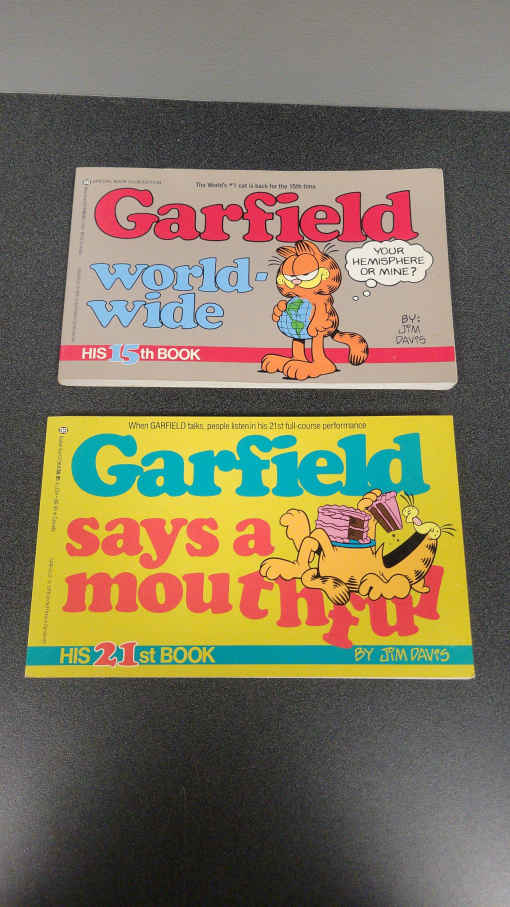 The World's #1 cat is back for the 15th time
Garfield
world-
wide
YOUR
HEMISPHERE
OR MINE?
BY:
JIM
DAVIS
HIS 15th BOOK
When GARFIELD talks, people listen in his 21st full-course performance
Garfield
says a
mouthful
HIS 21st BOOK
BY JIM DAVIS